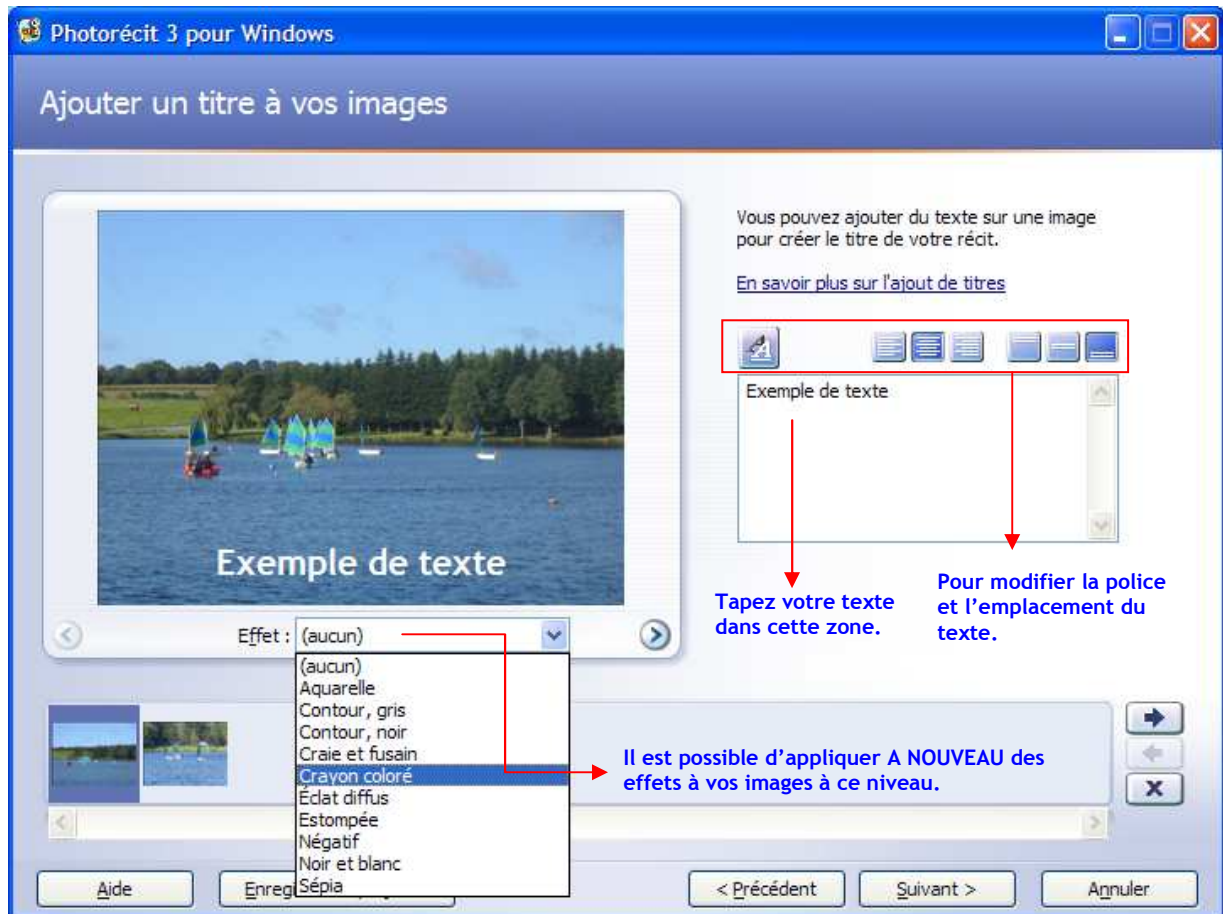 Photorécit 3 pour Windows
Ajouter un titre à vos images
Vous pouvez ajouter du texte sur une image
pour créer le titre de votre récit.
En savoir plus sur l'ajout de titres
Exemple de texte
Exemple de texte
Tapez votre texte
dans cette zone.
Pour modifier la police
et l’emplacement du
texte.
Effet : (aucun)
(aucun)
Aquarelle
Contour, gris
Contour, noir
Craie et fusain
Crayon coloré
Éclat diffus
Estompée
Négatif
Noir et blanc
Sépia
Il est possible d’appliquer A NOUVEAU des
effets à vos images à ce niveau.
Aide
Enregi
< Précédent
Suivant >
Annuler